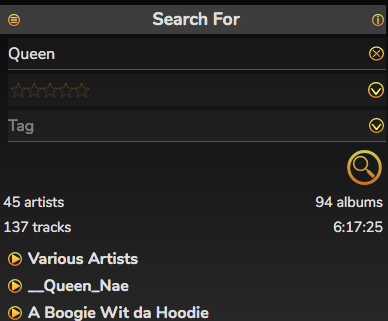 Search For
Queen
Tag
45 artists 94 albums
137 tracks 6:17:25
Various Artists
__Queen_Nae
A Boogie Wit da Hoodie